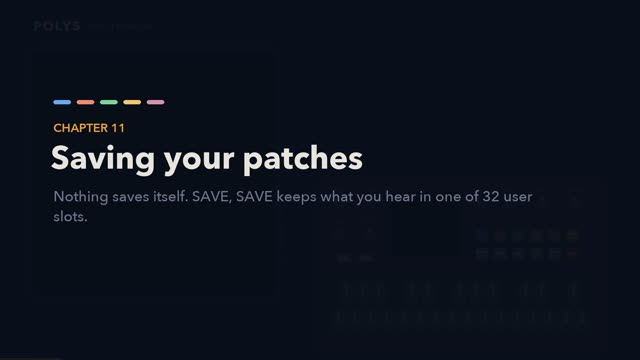 POLYS
CHAPTER 11
Saving your patches
Nothing saves itself. SAVE, SAVE keeps what you hear in one of 32 user
slots.